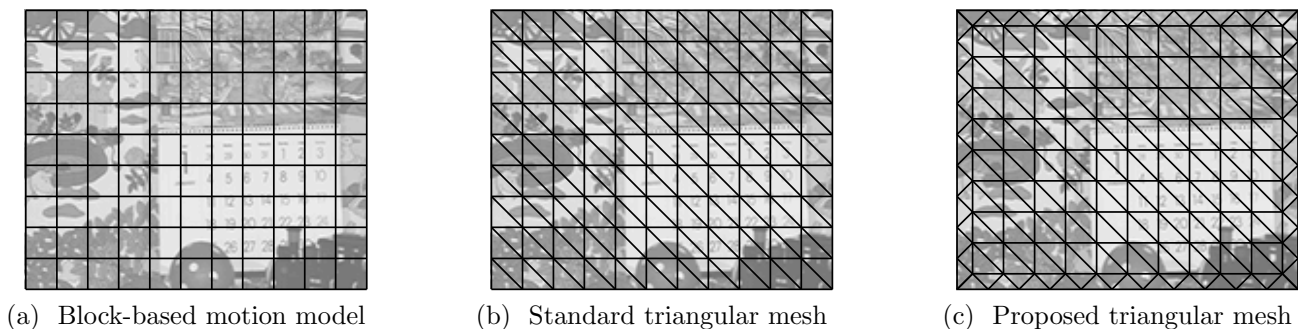 (a) Block-based motion model
(b) Standard triangular mesh
(c) Proposed triangular mesh